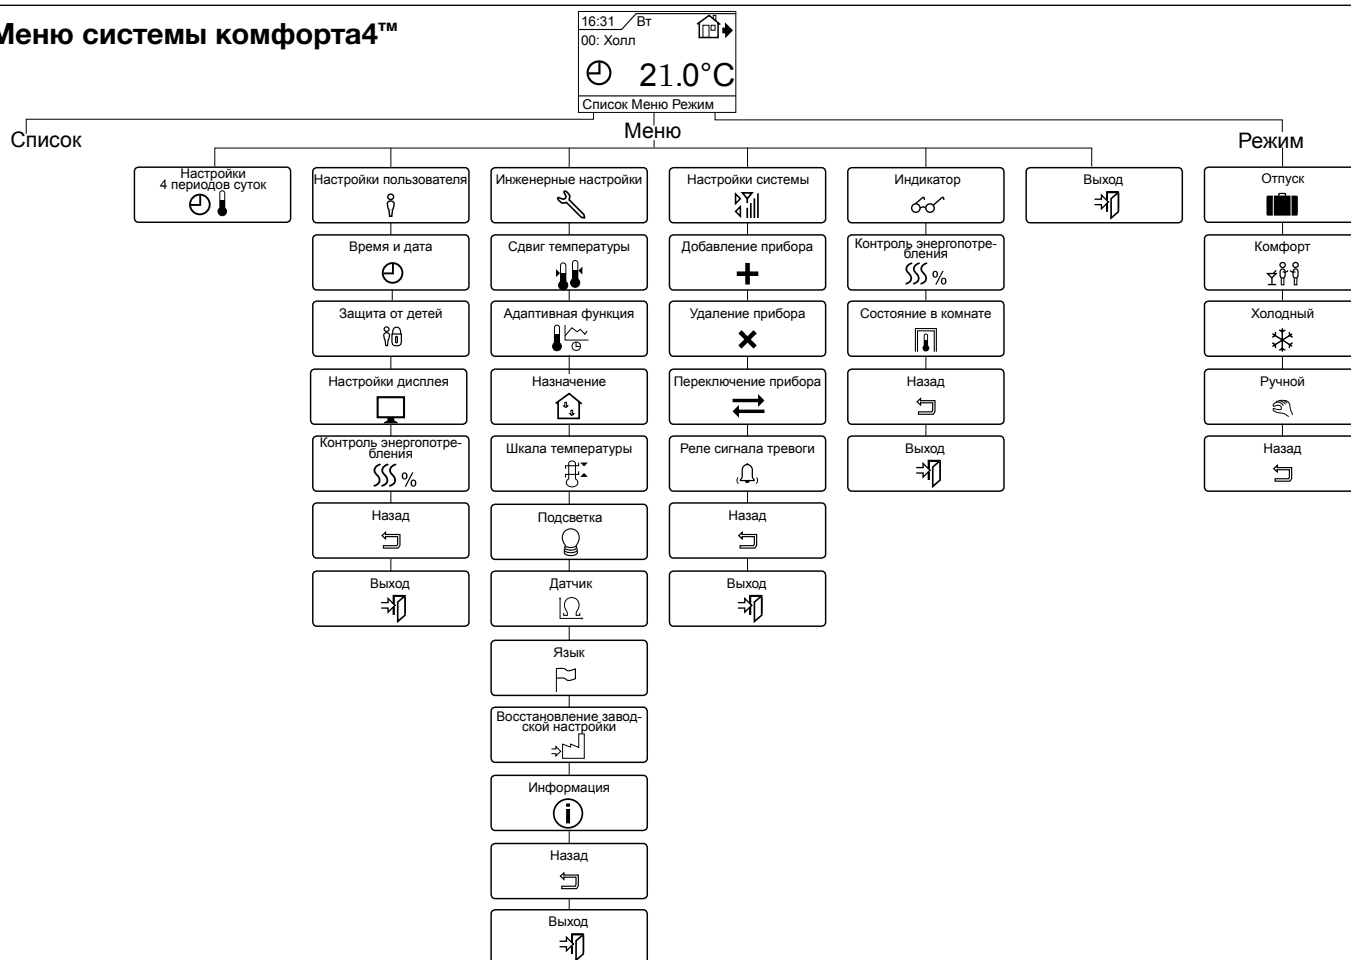 Меню системы комфорта4™
16:31 Вт
00: Холл
21.0°C
Список Меню Режим
Список
Меню
Режим
Настройки
4 периодов суток
Настройки пользователя
Время и дата
Защита от детей
Настройки дисплея
Контроль энергопотре-
бления
%
Назад
Выход
Инженерные настройки
Сдвиг температуры
Адаптивная функция
Назначение
Шкала температуры
Подсветка
Датчик
Ω
Язык
Восстановление завод-
ской настройки
Информация
i
Назад
Выход
Настройки системы
Добавление прибора
Удаление прибора
Переключение прибора
Реле сигнала тревоги
Назад
Выход
Индикатор
Контроль энергопотре-
бления
%
Состояние в комнате
Назад
Выход
Выход
Отпуск
Комфорт
Холодный
Ручной
Назад